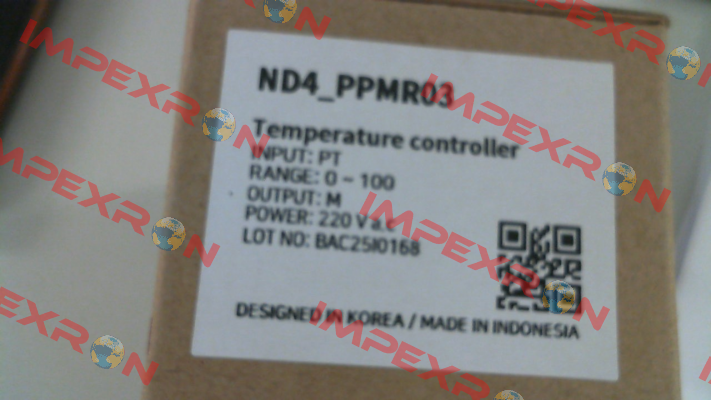 ND4_PPMR03
Temperature controller
INPUT: PT
RANGE: 0 ~ 100
OUTPUT: M
POWER: 220 V a.c
LOT NO: BAC25I0168
DESIGNED IN KOREA / MADE IN INDONESIA
IMPEXRON
IMPEXRON
IMPEXRON
IMPEXRON
IMPEXRON
IMPEXRON